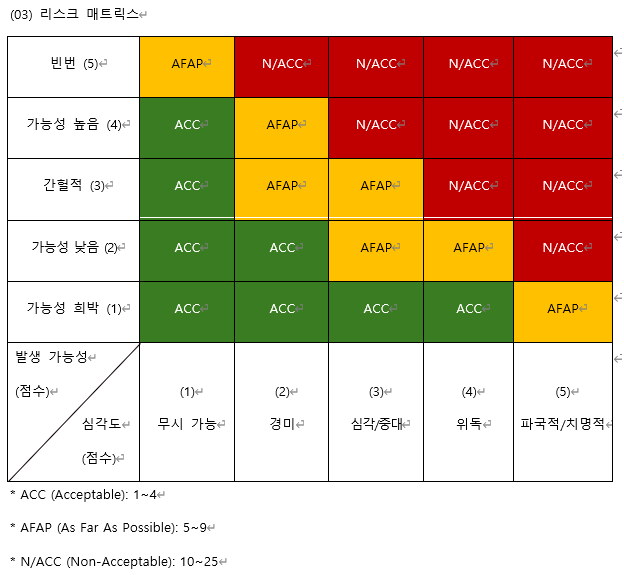 (03) 리스크 매트릭스
빈번 (5) AFAP N/ACC N/ACC N/ACC N/ACC
가능성 높음 (4) ACC AFAP N/ACC N/ACC N/ACC
간헐적 (3) ACC AFAP AFAP N/ACC N/ACC
가능성 낮음 (2) ACC ACC AFAP AFAP N/ACC
가능성 희박 (1) ACC ACC ACC ACC AFAP
발생 가능성
(점수)
심각도
(점수)
(1) (2) (3) (4) (5)
무시 가능 경미 심각/중대 위독 파국적/치명적
* ACC (Acceptable): 1~4
* AFAP (As Far As Possible): 5~9
* N/ACC (Non-Acceptable): 10~25